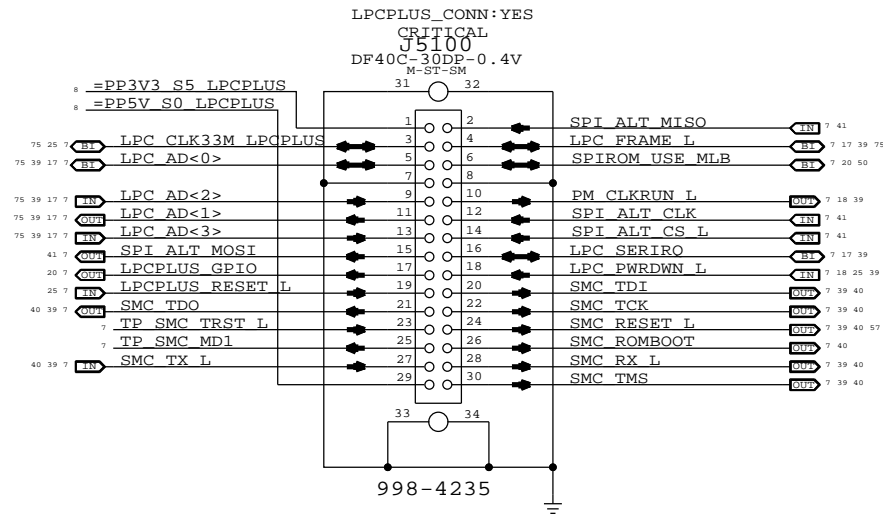 LPCPLUS_CONN:YES
CRITICAL
J5100
DF40C-30DP-0.4V
M-ST-SM
31 32
8 =PP3V3_S5_LPCPLUS
8 =PP5V_S0_LPCPLUS
1 2 SPI_ALT_MISO IN 7 41
75 25 7 BI LPC_CLK33M_LPCPLUS 3 4 LPC_FRAME_L BI 7 17 39 75
75 39 17 7 BI LPC_AD<0> 5 6 SPIROM_USE_MLB BI 7 20 50
7 8
75 39 17 7 IN LPC_AD<2> 9 10 PM_CLKRUN_L OUT 7 18 39
75 39 17 7 OUT LPC_AD<1> 11 12 SPI_ALT_CLK IN 7 41
75 39 17 7 IN LPC_AD<3> 13 14 SPI_ALT_CS_L IN 7 41
41 7 OUT SPI_ALT_MOSI 15 16 LPC_SERIRQ BI 7 17 39
20 7 OUT LPCPLUS_GPIO 17 18 LPC_PWRDWN_L IN 7 18 25 39
25 7 IN LPCPLUS_RESET_L 19 20 SMC_TDI OUT 7 39 40
40 39 7 OUT SMC_TDO 21 22 SMC_TCK OUT 7 39 40
7 TP_SMC_TRST_L 23 24 SMC_RESET_L OUT 7 39 40 57
7 TP_SMC_MD1 25 26 SMC_ROMBOOT OUT 7 40
40 39 7 IN SMC_TX_L 27 28 SMC_RX_L OUT 7 39 40
29 30 SMC_TMS OUT 7 39 40
33 34
998-4235